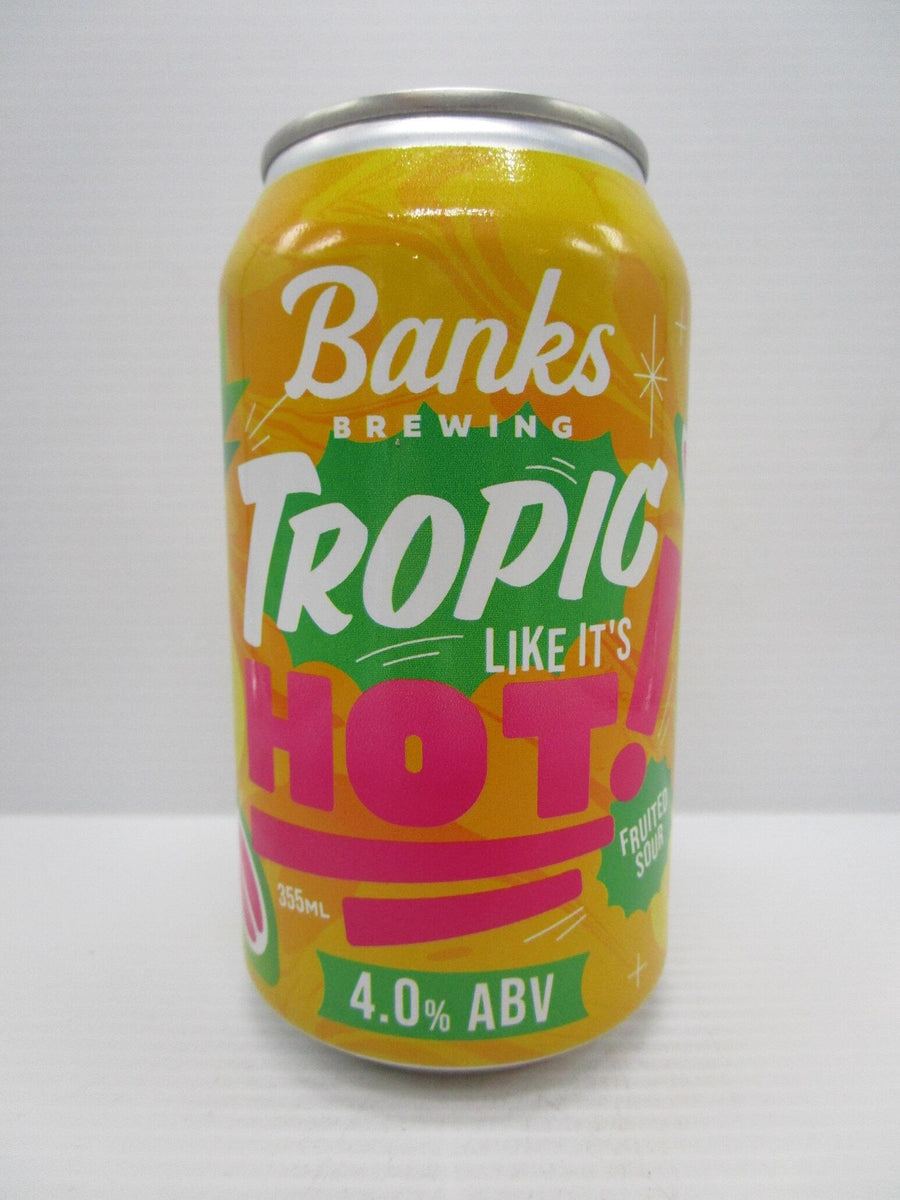 Banks
BREWING
TROPIC
LIKE IT'S
HOT!
FRUITED
SOUR
355ML
4.0% ABV